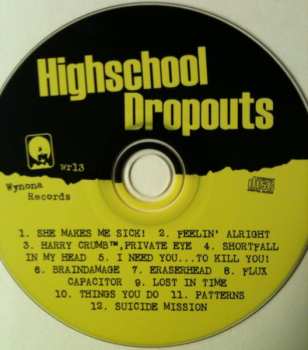 Highschool
Dropouts
wr13
Wynona
Records
1. SHE MAKES ME SICK! 2. FEELIN' ALRIGHT
3. HARRY CRUMB™,PRIVATE EYE 4. SHORTFALL
IN MY HEAD 5. I NEED YOU...TO KILL YOU!
6. BRAINDAMAGE 7. ERASERHEAD 8. FLUX
CAPACITOR 9. LOST IN TIME
10. THINGS YOU DO 11. PATTERNS
12. SUICIDE MISSION